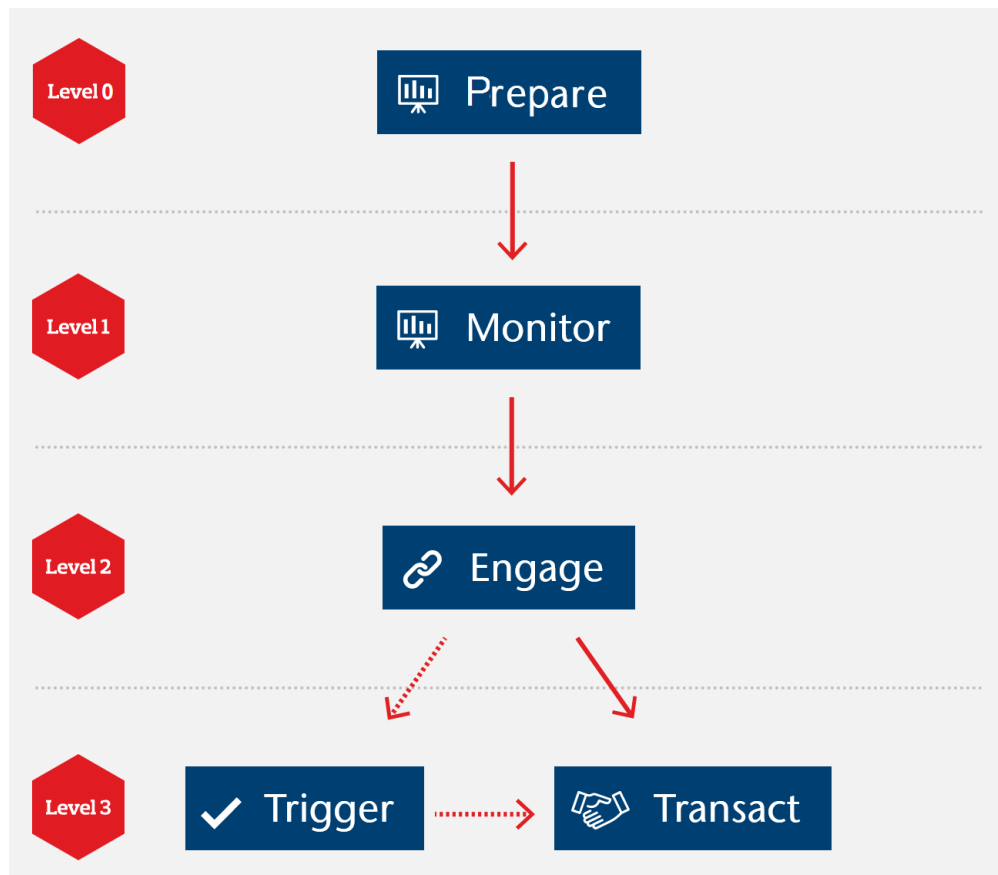 Level 0
Prepare
Level 1
Monitor
Level 2
Engage
Level 3
Trigger
Transact